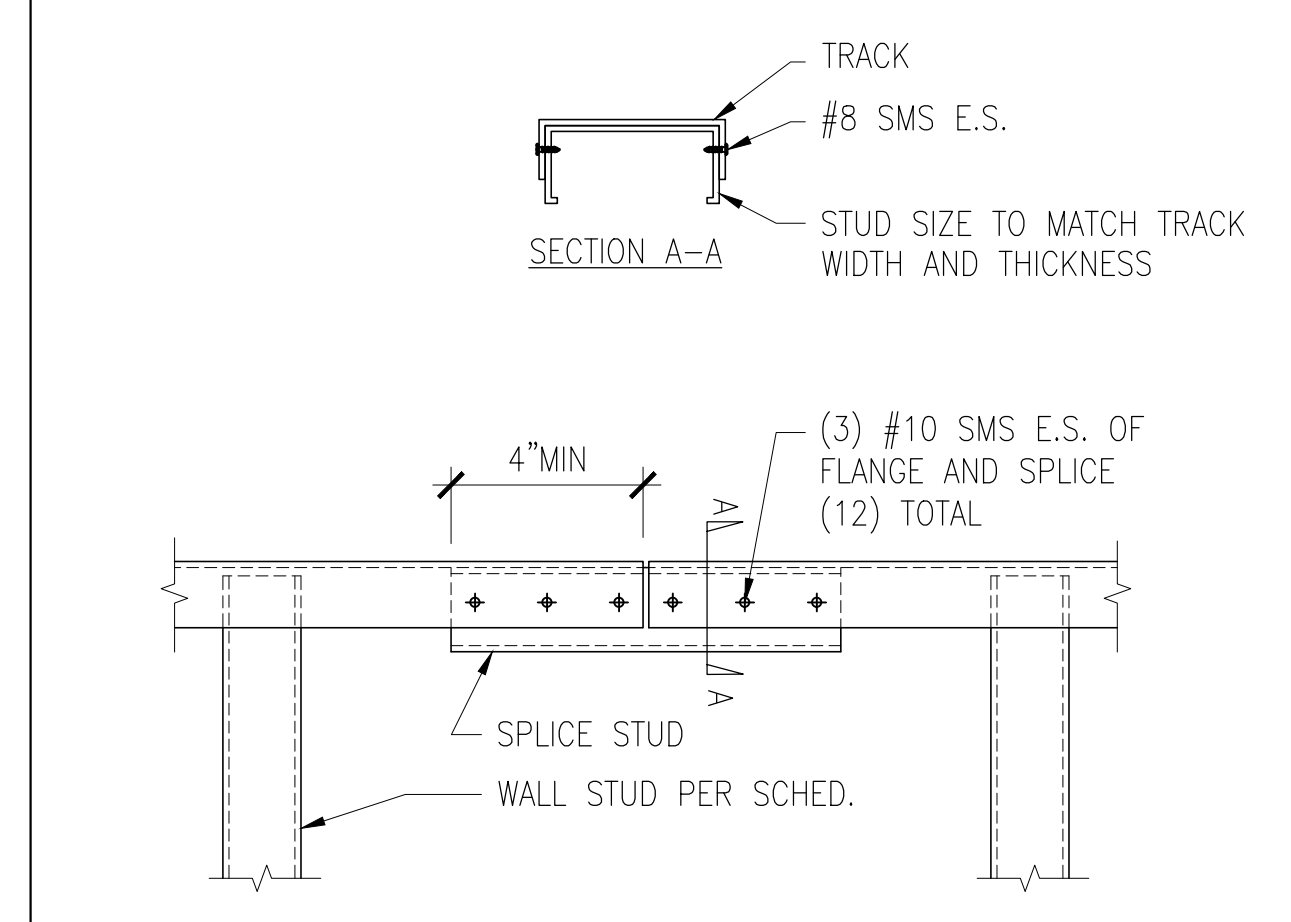 TRACK
#8 SMS E.S.
STUD SIZE TO MATCH TRACK
WIDTH AND THICKNESS
SECTION A-A
4"MIN
(3) #10 SMS E.S. OF
FLANGE AND SPLICE
(12) TOTAL
A
A
SPLICE STUD
WALL STUD PER SCHED.